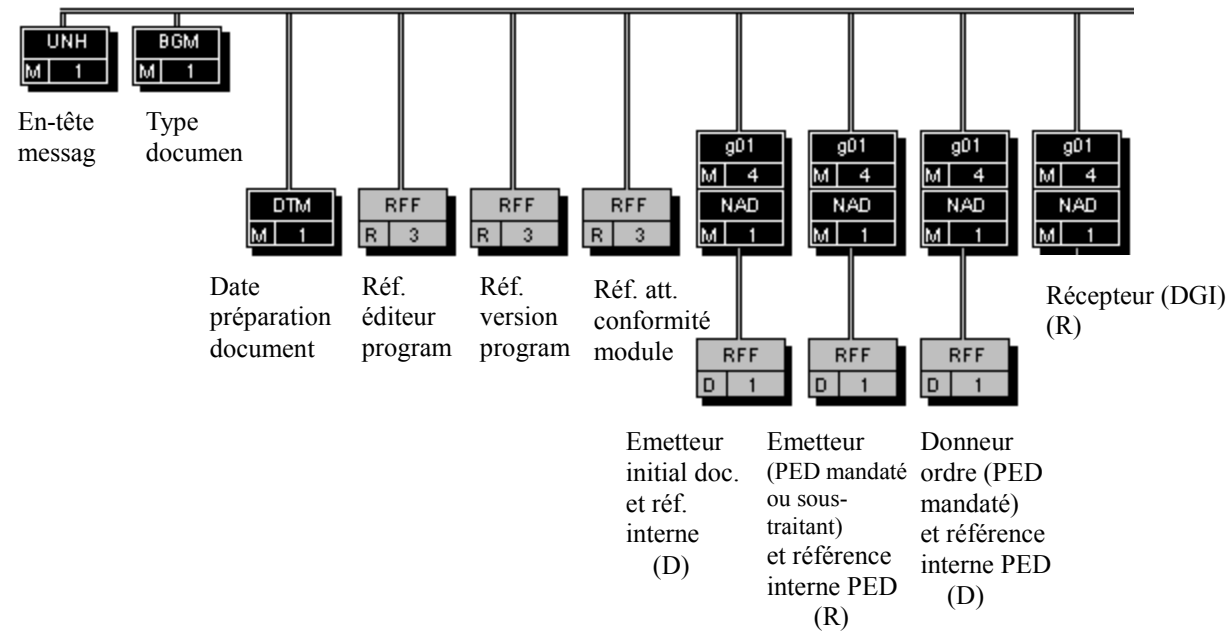 UNH
M 1
BGM
M 1
En-tête
messag
Type
documen
DTM
M 1
RFF
R 3
RFF
R 3
RFF
R 3
g01
M 4
NAD
M 1
g01
M 4
NAD
M 1
g01
M 4
NAD
M 1
g01
M 4
NAD
M 1
Date
préparation
document
Réf.
éditeur
program
Réf.
version
program
Réf. att.
conformité
module
Récepteur (DGI)
(R)
RFF
D 1
RFF
D 1
RFF
D 1
Emetteur
initial doc.
et réf.
interne
(D)
Emetteur
(PED mandaté
ou sous-
traitant)
et référence
interne PED
(R)
Donneur
ordre (PED
mandaté)
et référence
interne PED
(D)